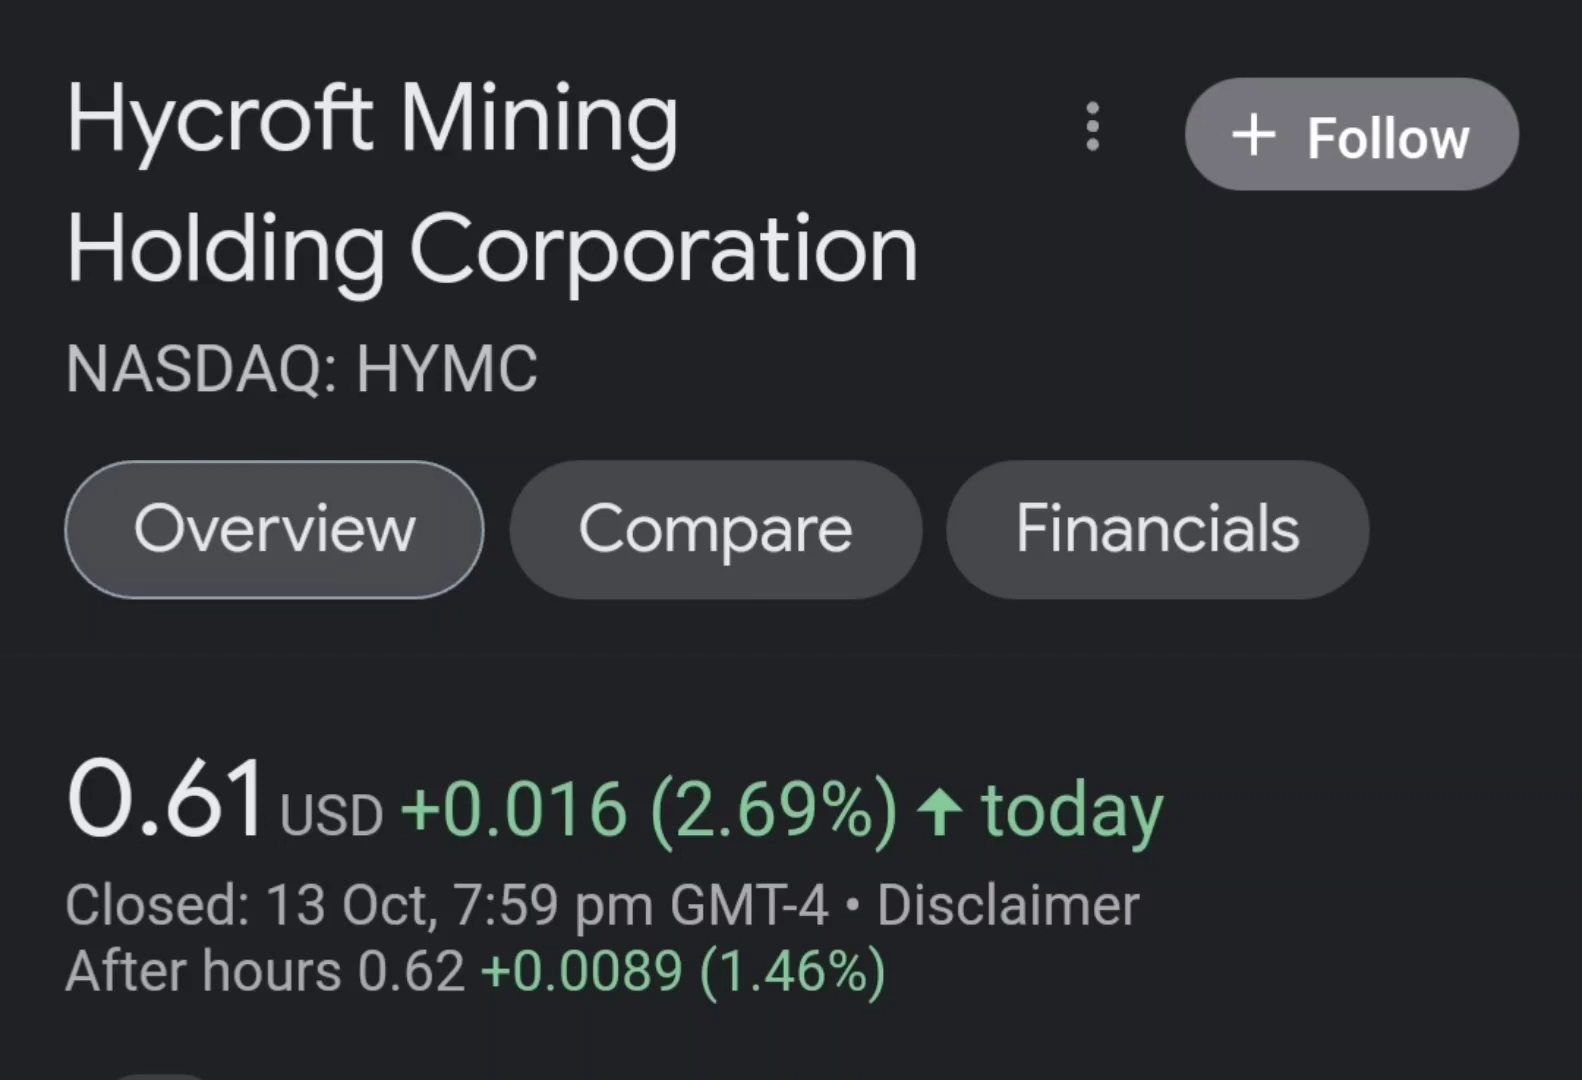 Hycroft Mining
Holding Corporation
+ Follow
NASDAQ: HYMC
Overview Compare Financials
0.61 USD +0.016 (2.69%) ↑ today
Closed: 13 Oct, 7:59 pm GMT-4 • Disclaimer
After hours 0.62 +0.0089 (1.46%)